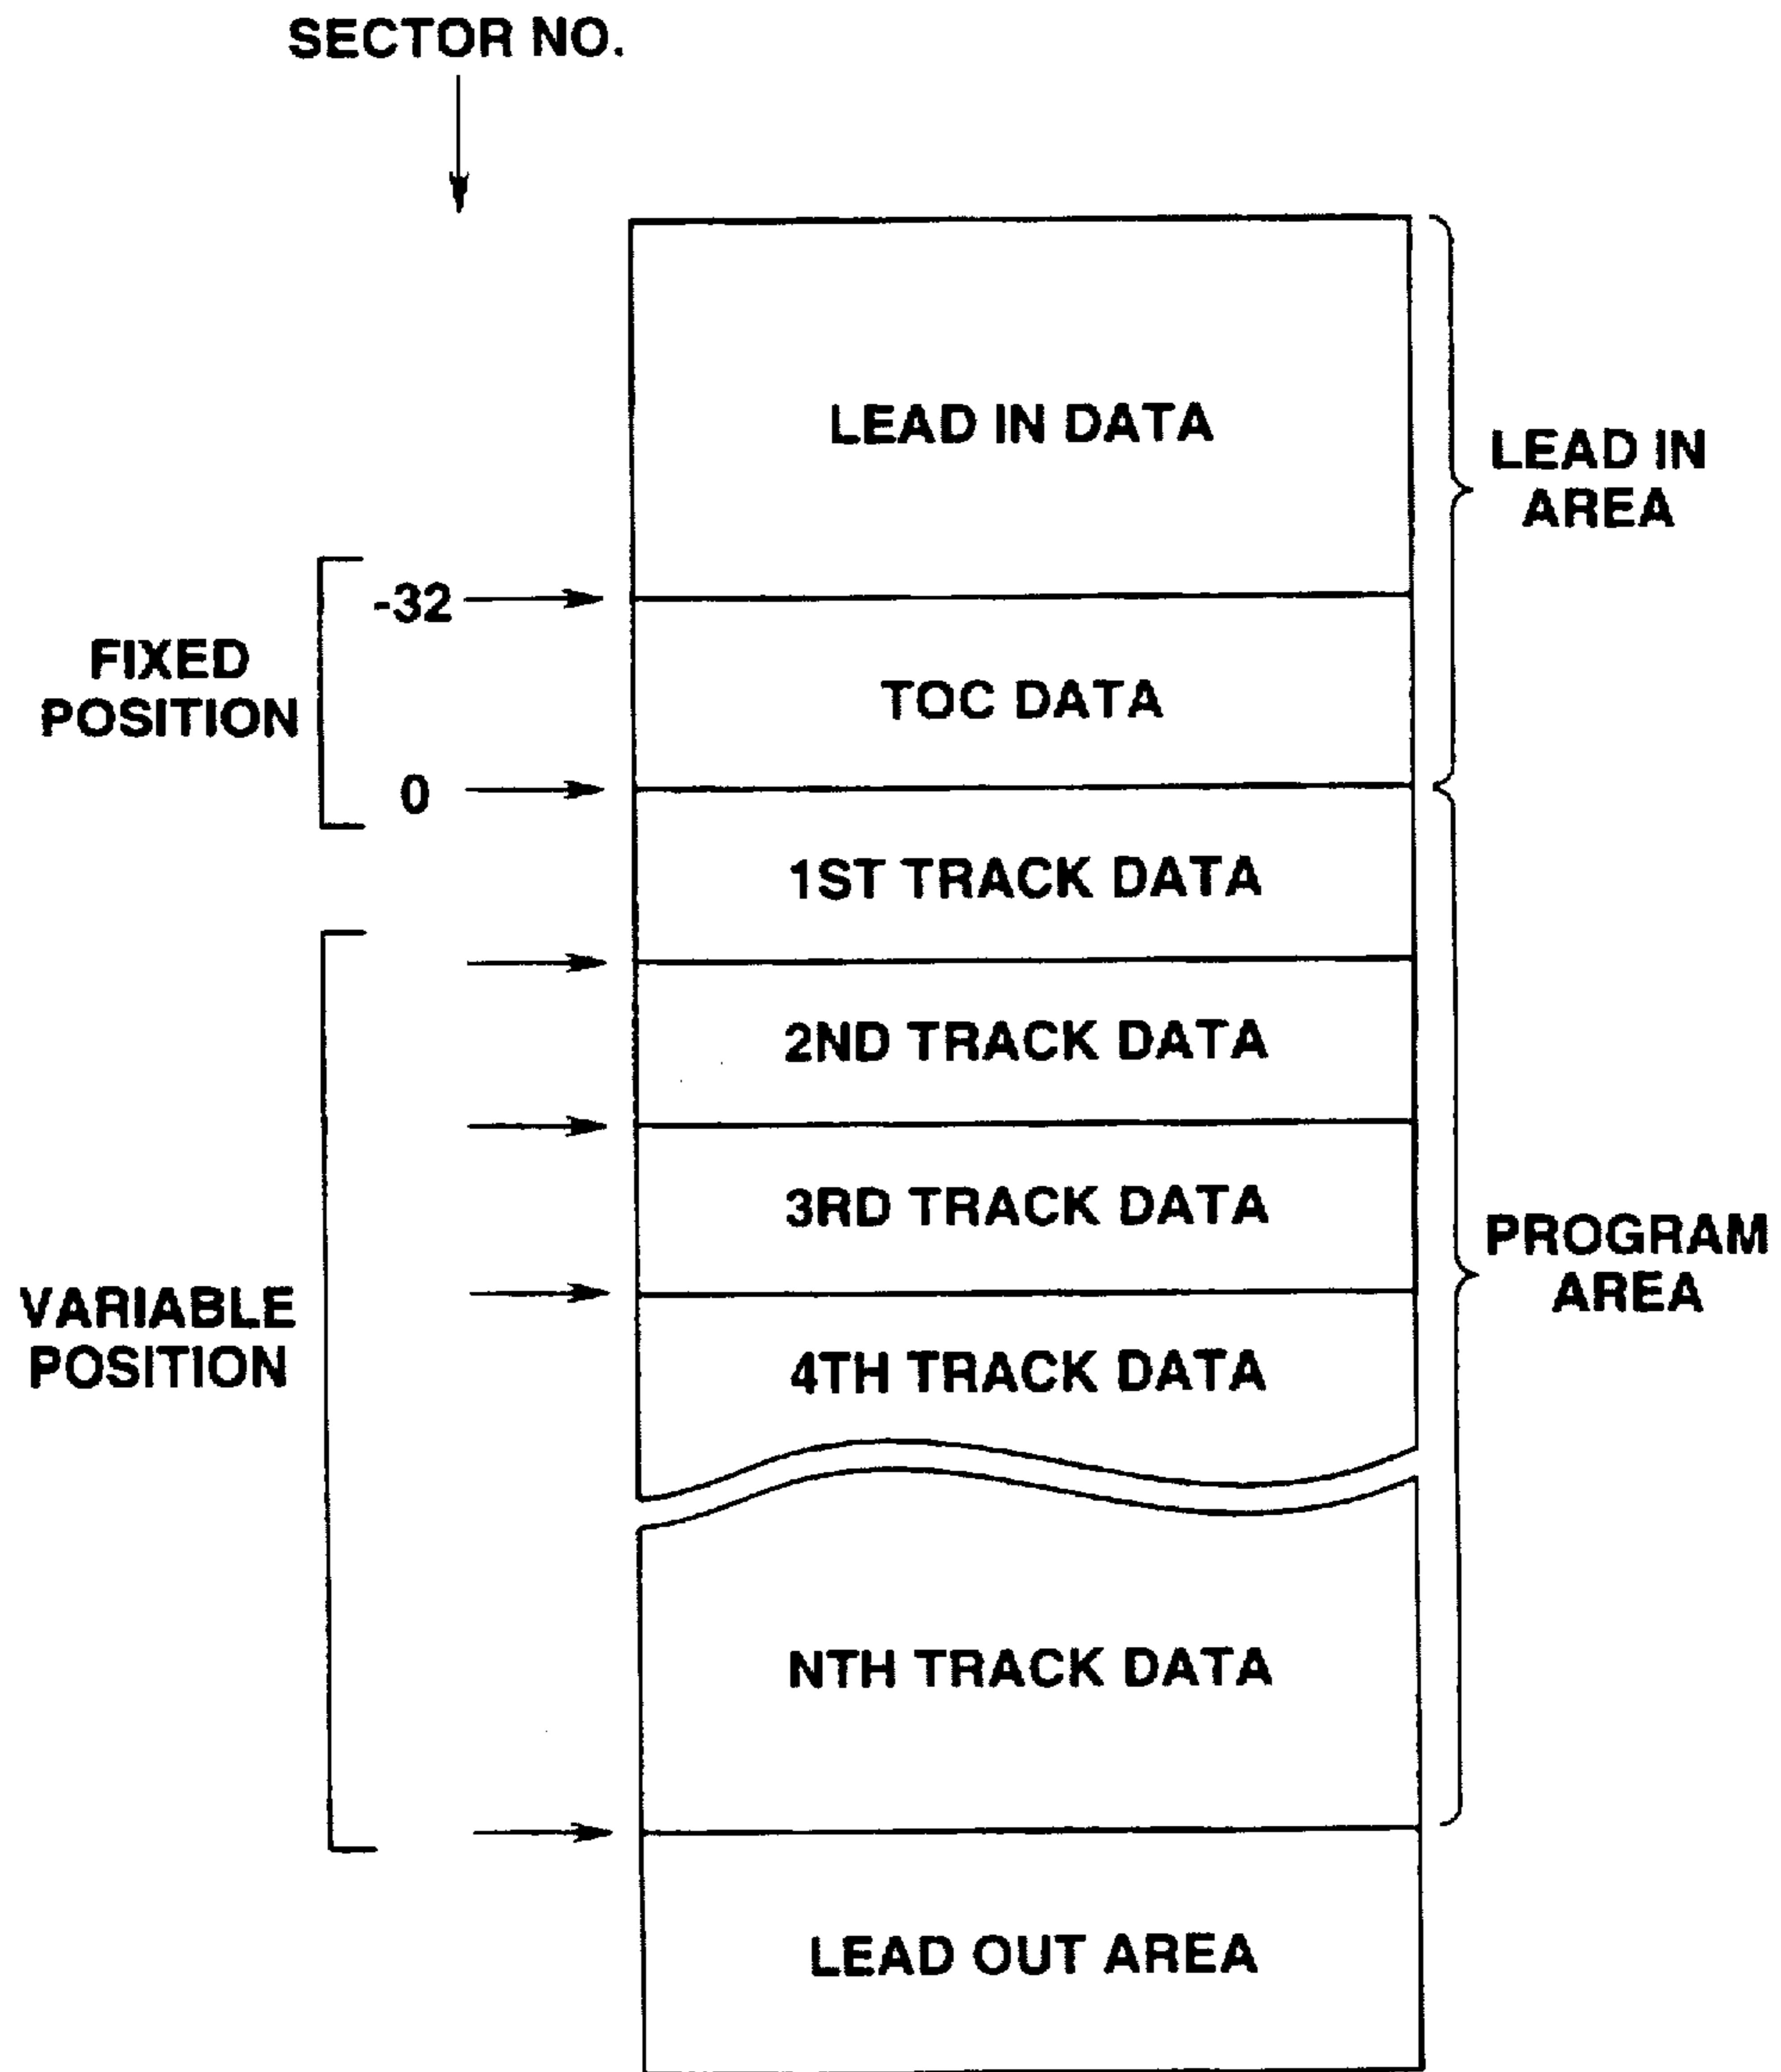 SECTOR NO.
LEAD IN DATA
LEAD IN
AREA
-32
FIXED
POSITION
TOC DATA
0
1ST TRACK DATA
2ND TRACK DATA
3RD TRACK DATA
PROGRAM
AREA
VARIABLE
POSITION
4TH TRACK DATA
NTH TRACK DATA
LEAD OUT AREA